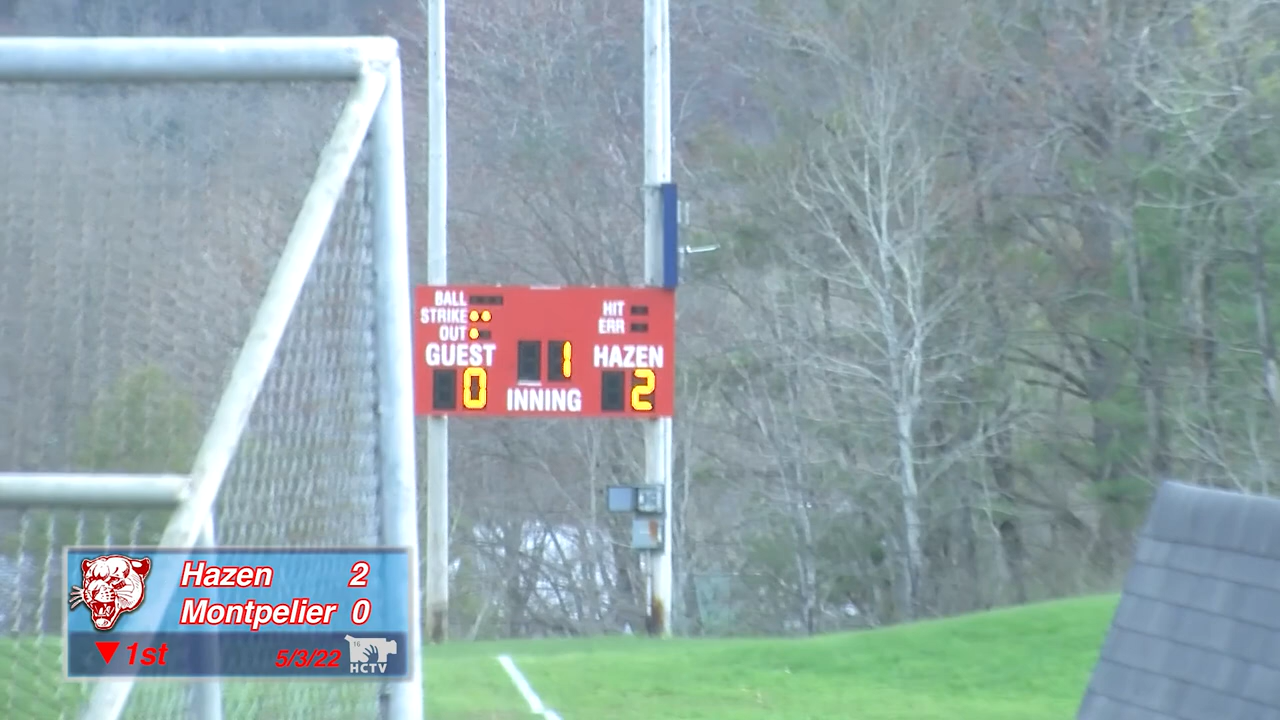 BALL
STRIKE
OUT
HIT
ERR
GUEST 1 HAZEN
0 INNING 2
Hazen 2
Montpelier 0
▼ 1st 5/3/22
16
HCTV